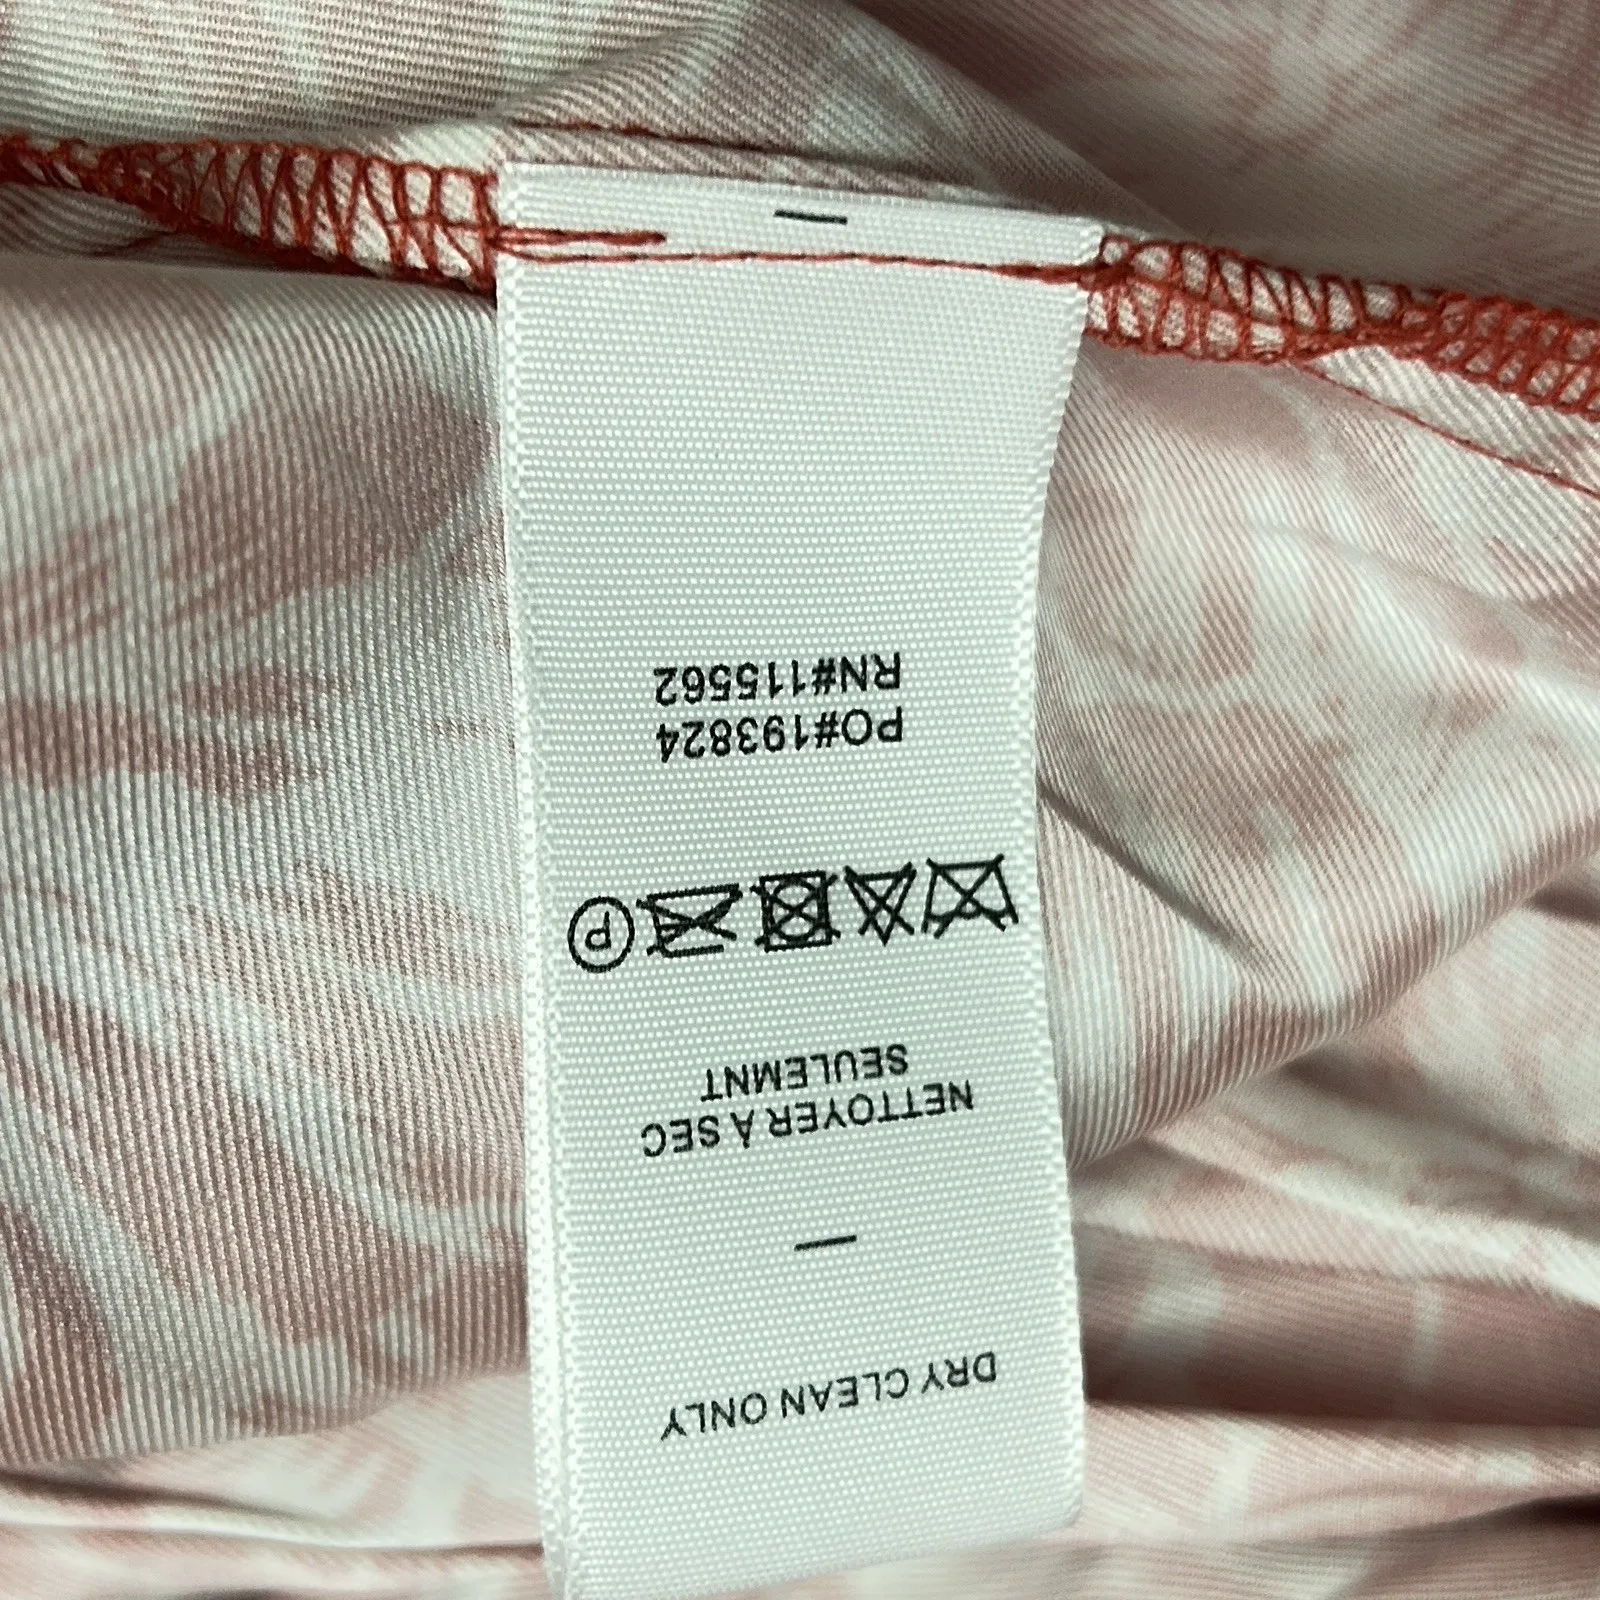 DRY CLEAN ONLY
—
NETTOYER À SEC
SEULEMNT
P
PO#193824
RN#115562
—